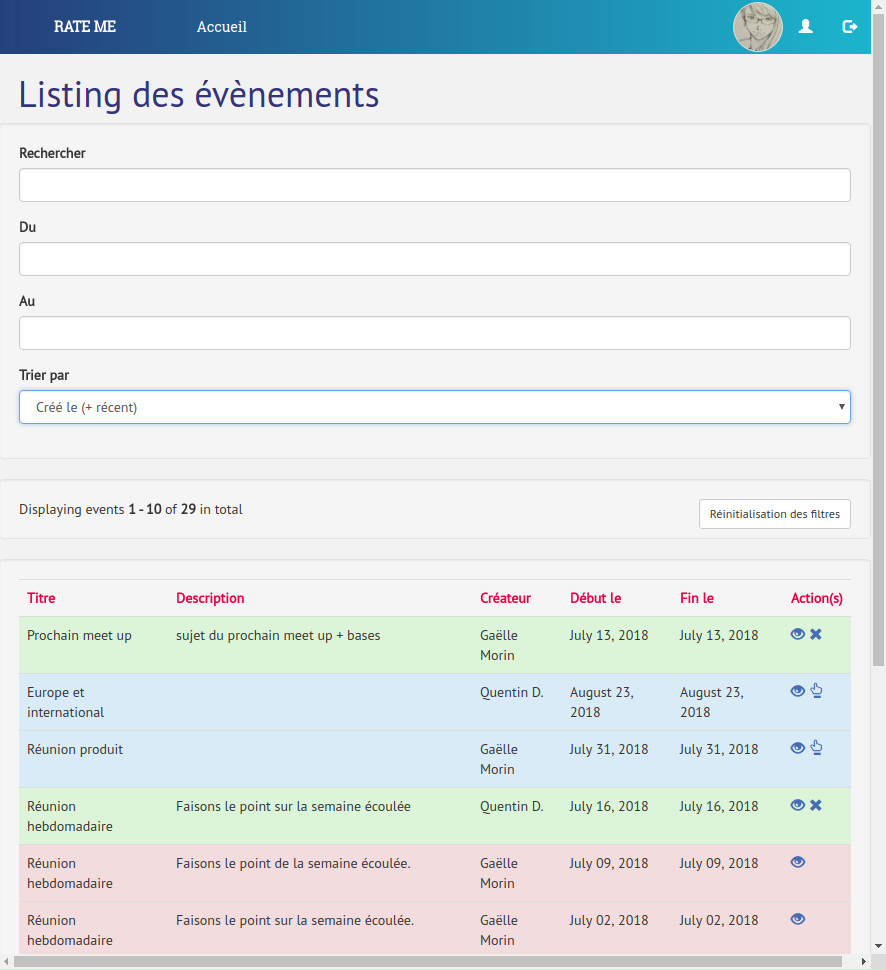 RATE ME Accueil
Listing des évènements
Rechercher
Du
Au
Trier par
Créé le (+ récent)
Displaying events 1 - 10 of 29 in total
Réinitialisation des filtres
Titre Description Créateur Début le Fin le Action(s)
Prochain meet up sujet du prochain meet up + bases Gaëlle July 13, 2018 July 13, 2018
Morin
Europe et Quentin D. August 23, August 23,
international 2018 2018
Réunion produit Gaëlle July 31, 2018 July 31, 2018
Morin
Réunion Faisons le point sur la semaine écoulée Quentin D. July 16, 2018 July 16, 2018
hebdomadaire
Réunion Faisons le point de la semaine écoulée. Gaëlle July 09, 2018 July 09, 2018
hebdomadaire Morin
Réunion Faisons le point sur la semaine écoulée. Gaëlle July 02, 2018 July 02, 2018
hebdomadaire Morin